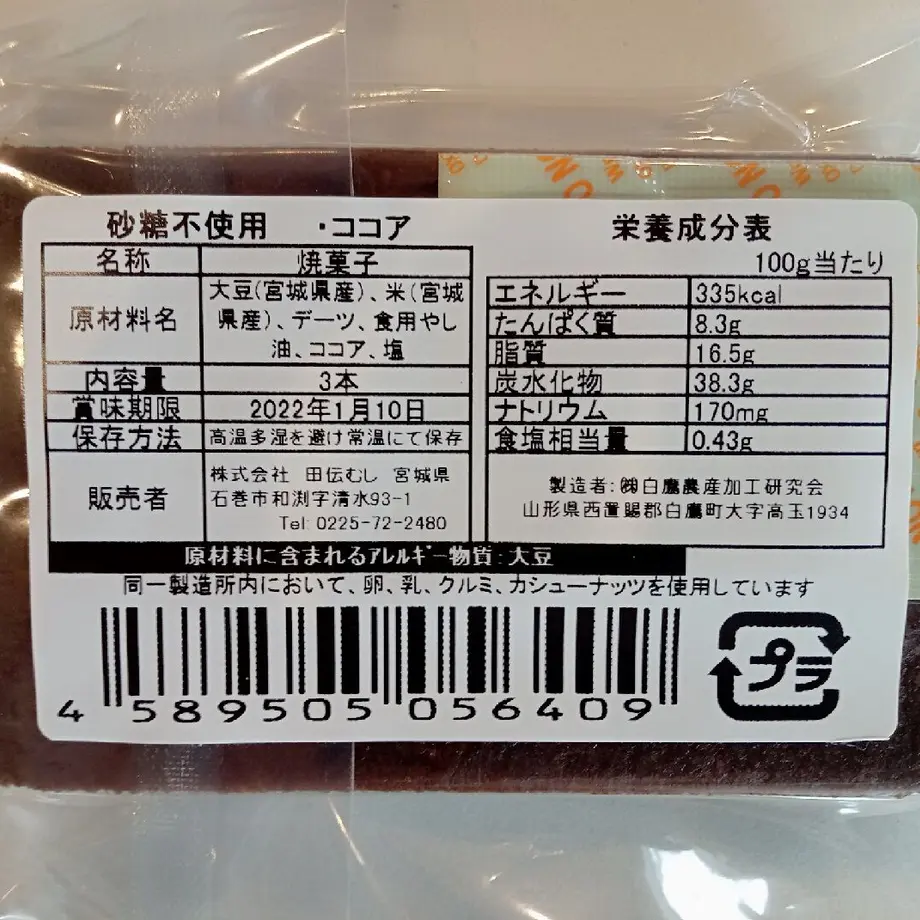 砂糖不使用　・ココア
名称 焼菓子
原材料名 大豆(宮城県産)、米(宮城
県産)、デーツ、食用やし
油、ココア、塩
内容量 3本
賞味期限 2022年1月10日
保存方法 高温多湿を避け常温にて保存
販売者 株式会社　田伝むし　宮城県
石巻市和渕字清水93-1
Tel: 0225-72-2480
栄養成分表
100g当たり
エネルギー 335kcal
たんぱく質 8.3g
脂質 16.5g
炭水化物 38.3g
ナトリウム 170mg
食塩相当量 0.43g
製造者:㈱白鷹農産加工研究会
山形県西置賜郡白鷹町大字高玉1934
原材料に含まれるｱﾚﾙｷﾞｰ物質:大豆
同一製造所内において、卵、乳、クルミ、カシューナッツを使用しています
4 589505 056409
プラ